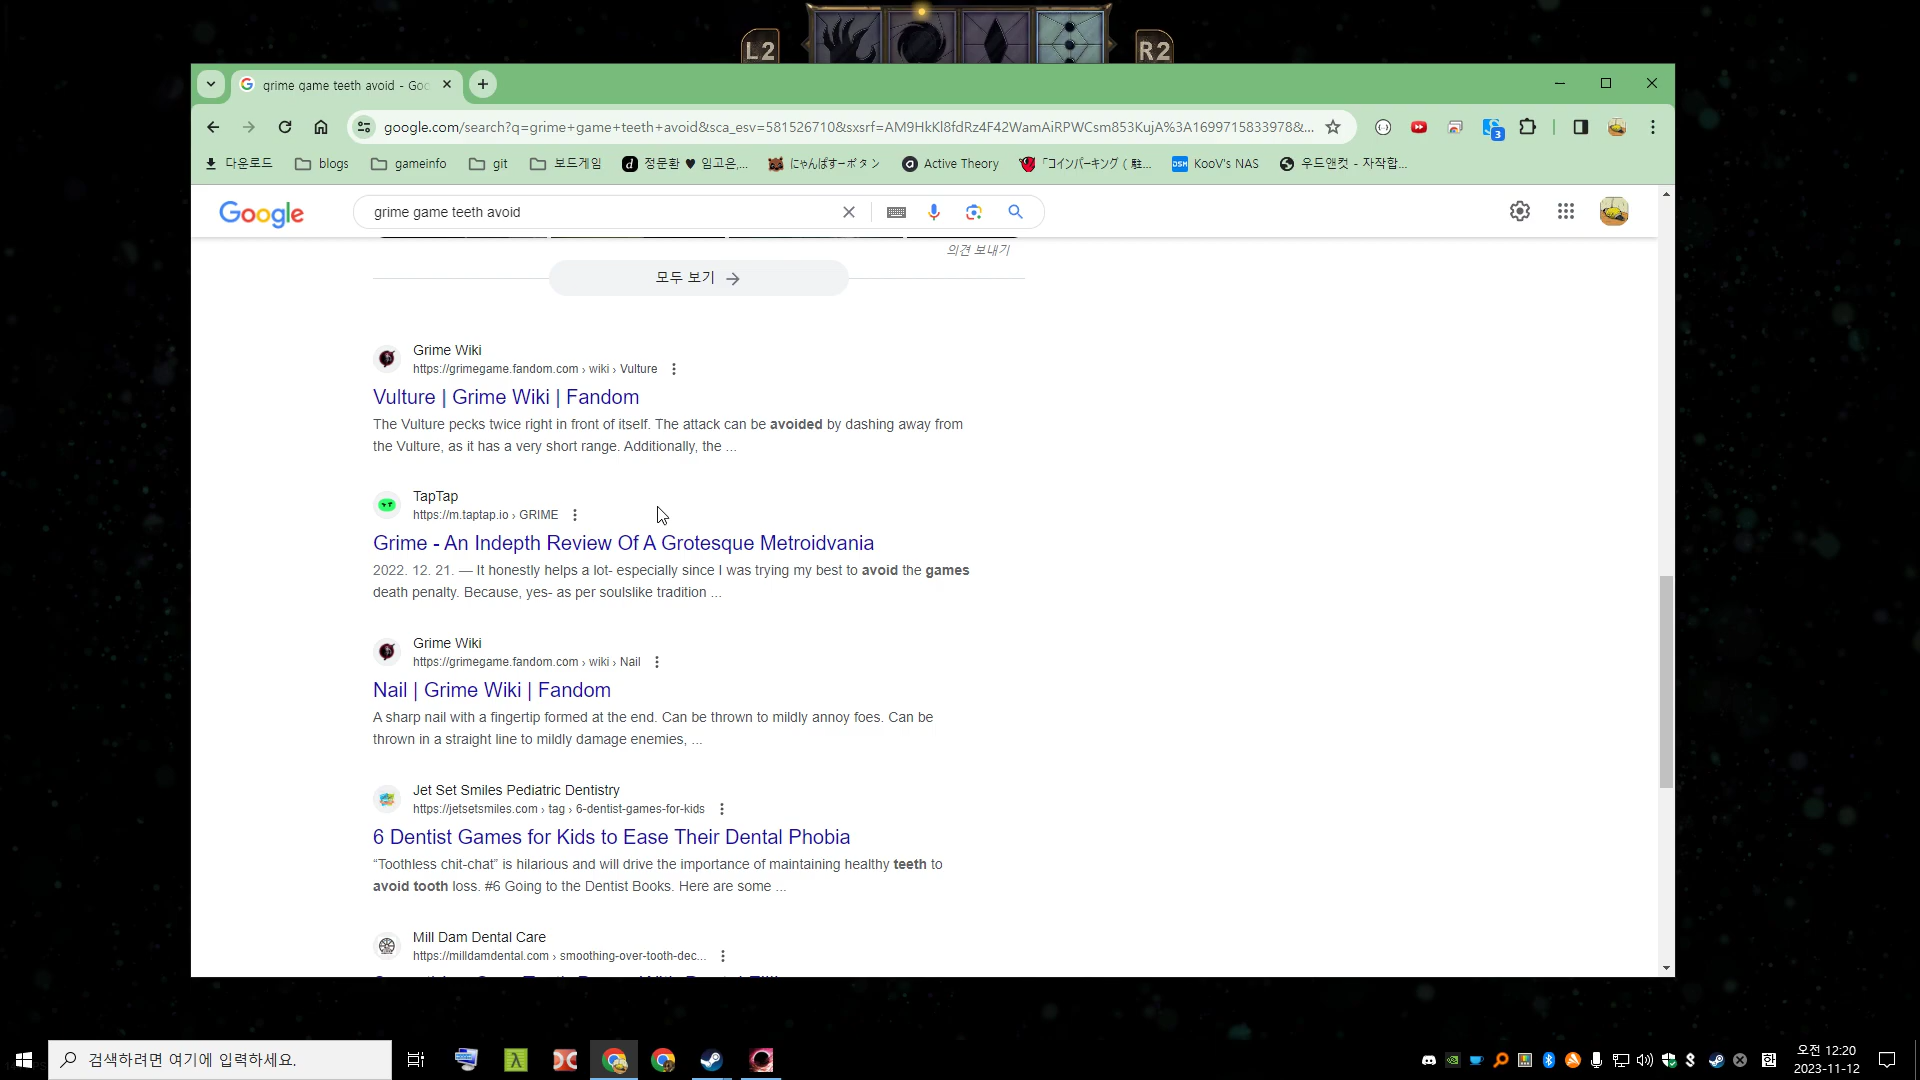 L2
R2
grime game teeth avoid - Goo
google.com/search?q=grime+game+teeth+avoid&sca_esv=581526710&sxsrf=AM9HkKl8fdRz4F42WamAiRPWCsm853KujA%3A1699715833978&...
3
다운로드
blogs
gameinfo
git
보드게임
정문환 ♥ 임고은,...
にゃんぱすーボタン
Active Theory
「コインパーキング ( 駐...
DSM
KooV's NAS
우드앤컷 - 자작합...
Google
grime game teeth avoid
의견 보내기
모두 보기
Grime Wiki
https://grimegame.fandom.com › wiki › Vulture
Vulture | Grime Wiki | Fandom
The Vulture pecks twice right in front of itself. The attack can be avoided by dashing away from
the Vulture, as it has a very short range. Additionally, the ...
TapTap
https://m.taptap.io › GRIME
Grime - An Indepth Review Of A Grotesque Metroidvania
2022. 12. 21. — It honestly helps a lot- especially since I was trying my best to avoid the games
death penalty. Because, yes- as per soulslike tradition ...
Grime Wiki
https://grimegame.fandom.com › wiki › Nail
Nail | Grime Wiki | Fandom
A sharp nail with a fingertip formed at the end. Can be thrown to mildly annoy foes. Can be
thrown in a straight line to mildly damage enemies, ...
Jet Set Smiles Pediatric Dentistry
https://jetsetsmiles.com › tag › 6-dentist-games-for-kids
6 Dentist Games for Kids to Ease Their Dental Phobia
“Toothless chit-chat” is hilarious and will drive the importance of maintaining healthy teeth to
avoid tooth loss. #6 Going to the Dentist Books. Here are some ...
Mill Dam Dental Care
https://milldamdental.com › smoothing-over-tooth-dec...
검색하려면 여기에 입력하세요.
한
오전 12:20
2023-11-12